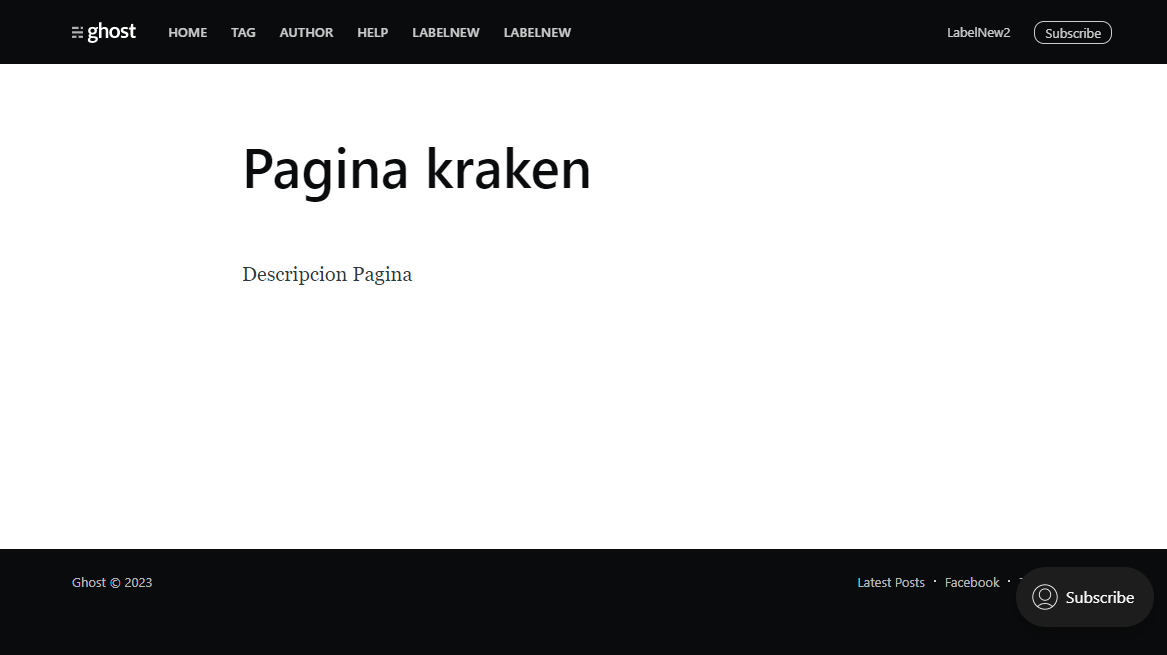 ghost HOME TAG AUTHOR HELP LABELNEW LABELNEW LabelNew2 Subscribe
Pagina kraken
Descripcion Pagina
Ghost © 2023 Latest Posts · Facebook ·
Subscribe